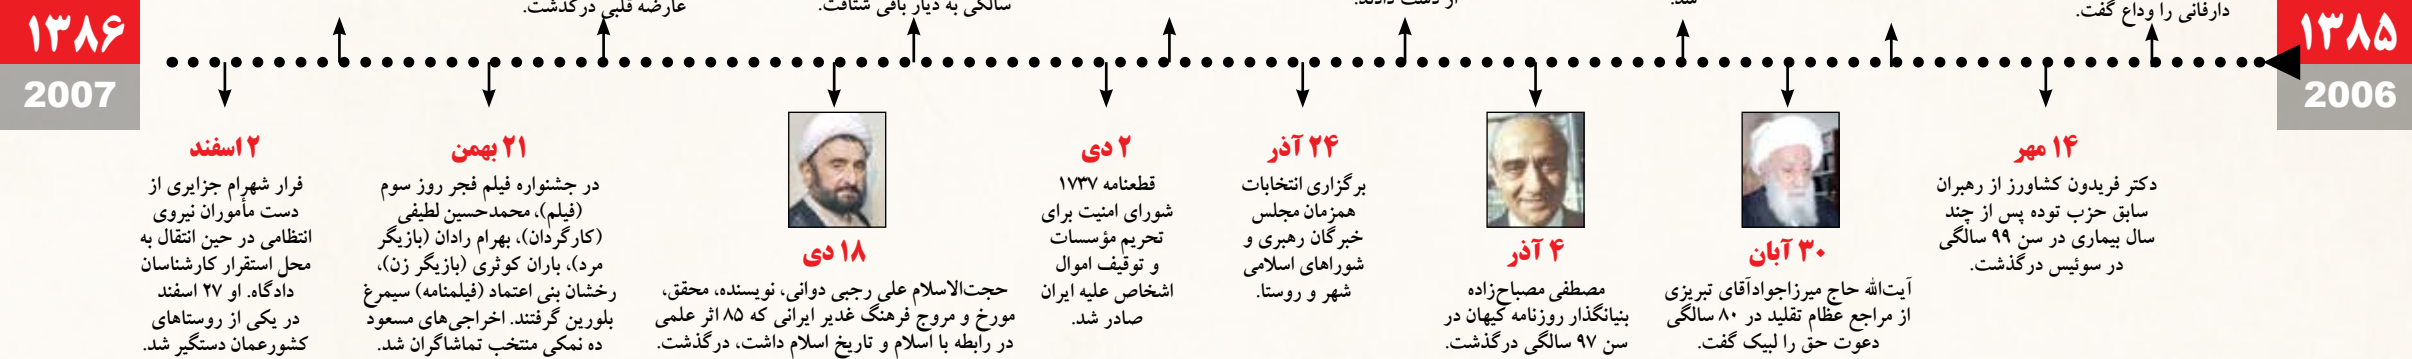 ۱۳۸۵
2006
دارفانی را وداع گفت.
شد.
از دست دادند.
سالگی به دیار باقی شتافت.
عارضه قلبی درگذشت.
۱۳۸۶
2007
۱۴ مهر
دکتر فریدون کشاورز از رهبران
سابق حزب توده پس از چند
سال بیماری در سن ۹۹ سالگی
در سوئیس درگذشت.
۳۰ آبان
آیت‌الله حاج میرزاجوادآقای تبریزی
از مراجع عظام تقلید در ۸۰ سالگی
دعوت حق را لبیک گفت.
۴ آذر
مصطفی مصباح‌زاده
بنیانگذار روزنامه کیهان در
سن ۹۷ سالگی درگذشت.
۲۴ آذر
برگزاری انتخابات
همزمان مجلس
خبرگان رهبری و
شوراهای اسلامی
شهر و روستا.
۲ دی
قطعنامه ۱۷۳۷
شورای امنیت برای
تحریم مؤسسات
و توقیف اموال
اشخاص علیه ایران
صادر شد.
۱۸ دی
حجت‌الاسلام علی رجبی دوانی، نویسنده، محقق،
مورخ و مروج فرهنگ غدیر ایرانی که ۸۵ اثر علمی
در رابطه با اسلام و تاریخ اسلام داشت، درگذشت.
۲۱ بهمن
در جشنواره فیلم فجر روز سوم
(فیلم)، محمدحسین لطیفی
(کارگردان)، بهرام رادان (بازیگر
مرد)، باران کوثری (بازیگر زن)،
رخشان بنی اعتماد (فیلمنامه) سیمرغ
بلورین گرفتند. اخراجی‌های مسعود
ده نمکی منتخب تماشاگران شد.
۲ اسفند
فرار شهرام جزایری از
دست مأموران نیروی
انتظامی در حین انتقال به
محل استقرار کارشناسان
دادگاه. او ۲۷ اسفند
در یکی از روستاهای
کشورعمان دستگیر شد.